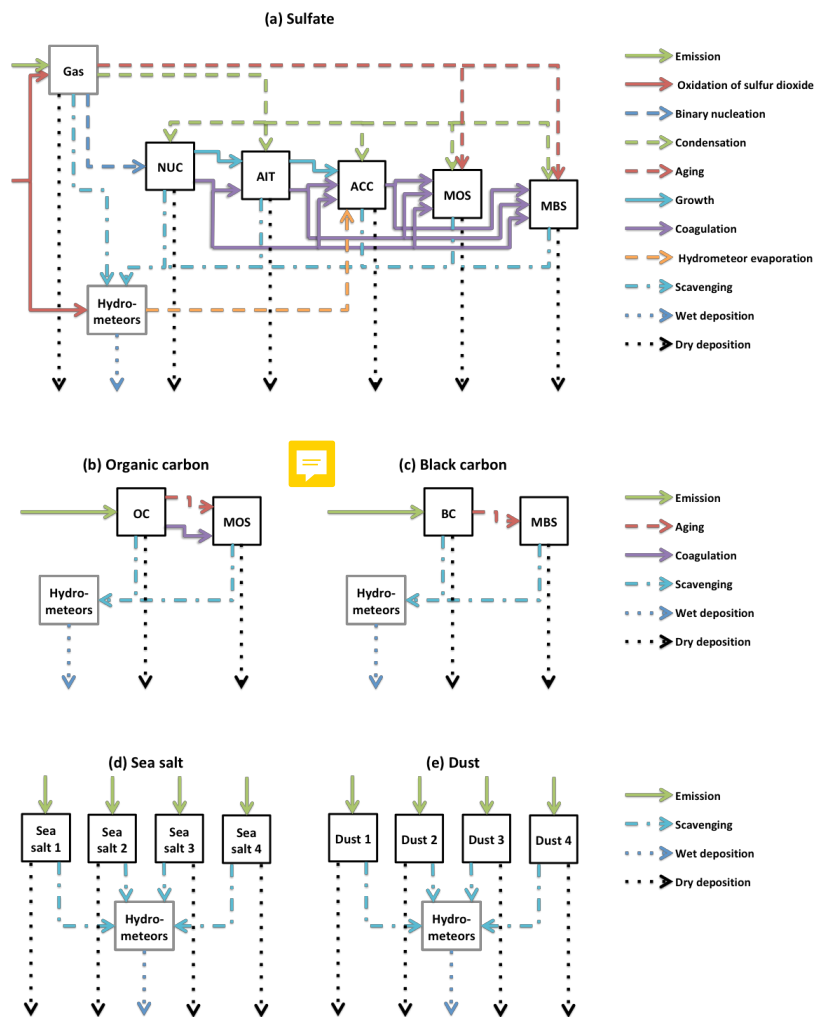 (a) Sulfate
Gas
NUC
AIT
ACC
MOS
MBS
Hydro-
meteors
Emission
Oxidation of sulfur dioxide
Binary nucleation
Condensation
Aging
Growth
Coagulation
Hydrometeor evaporation
Scavenging
Wet deposition
Dry deposition
(b) Organic carbon
OC
MOS
Hydro-
meteors
(c) Black carbon
BC
MBS
Hydro-
meteors
Emission
Aging
Coagulation
Scavenging
Wet deposition
Dry deposition
(d) Sea salt
Sea
salt 1
Sea
salt 2
Sea
salt 3
Sea
salt 4
Hydro-
meteors
(e) Dust
Dust 1
Dust 2
Dust 3
Dust 4
Hydro-
meteors
Emission
Scavenging
Wet deposition
Dry deposition